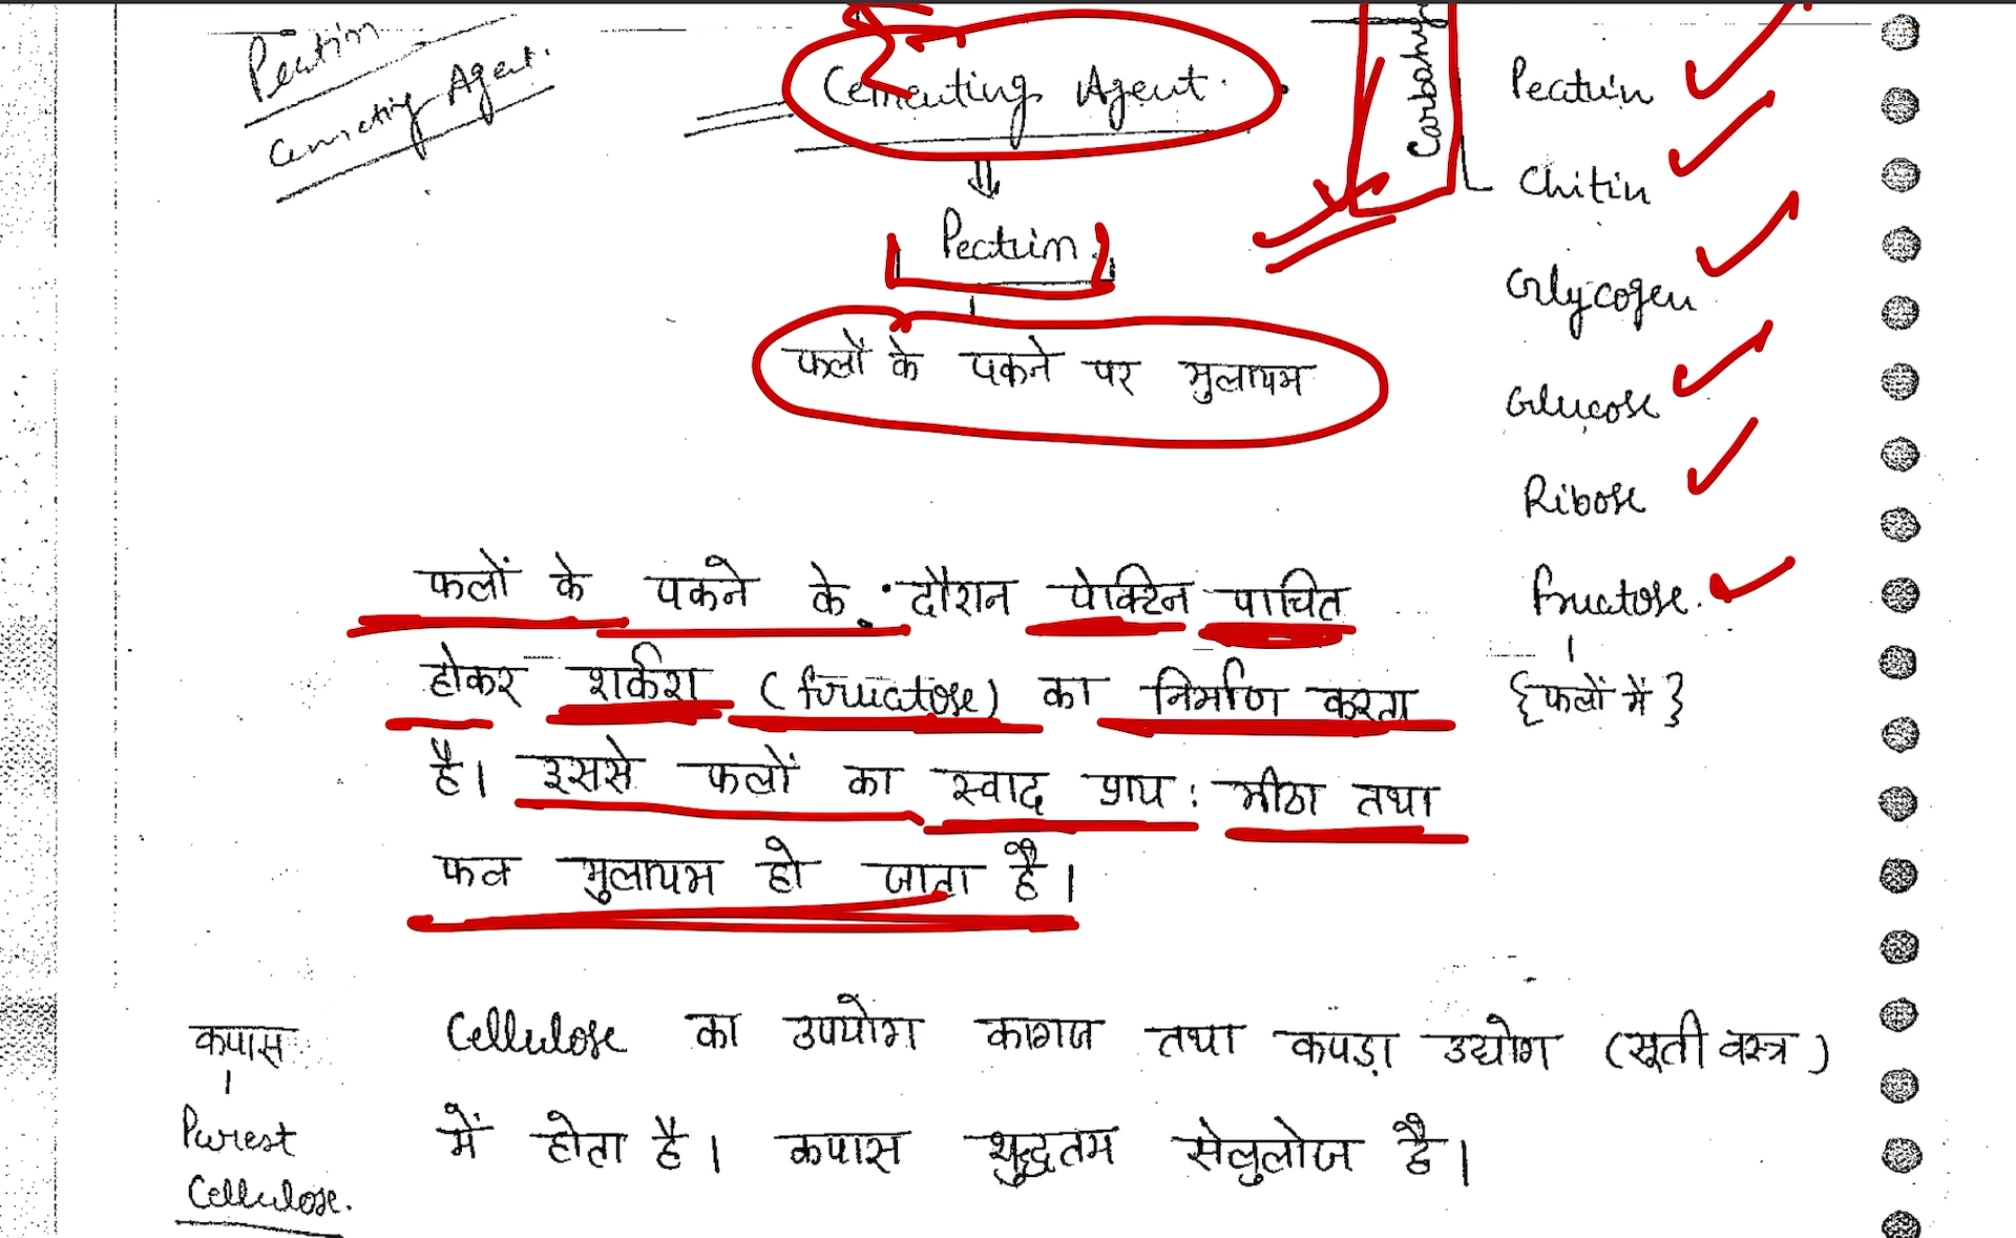 Pectin
Cementing Agent.
Cementing Agent.
Pectin
फलों के पकने पर मुलायम
Pectin
Chitin
Glycogen
Glucose
Ribose
fructose.
{फलों में}
फलों के पकने के दौरान पेक्टिन पाचित
होकर शर्करा (fructose) का निर्माण करता
है। इससे फलों का स्वाद प्राय: मीठा तथा
फल मुलायम हो जाता है।
कपास
Purest
Cellulose.
Cellulose का उपयोग कागज तथा कपड़ा उद्योग (सूती वस्त्र)
में होता है। कपास शुद्धतम सेलुलोज है।